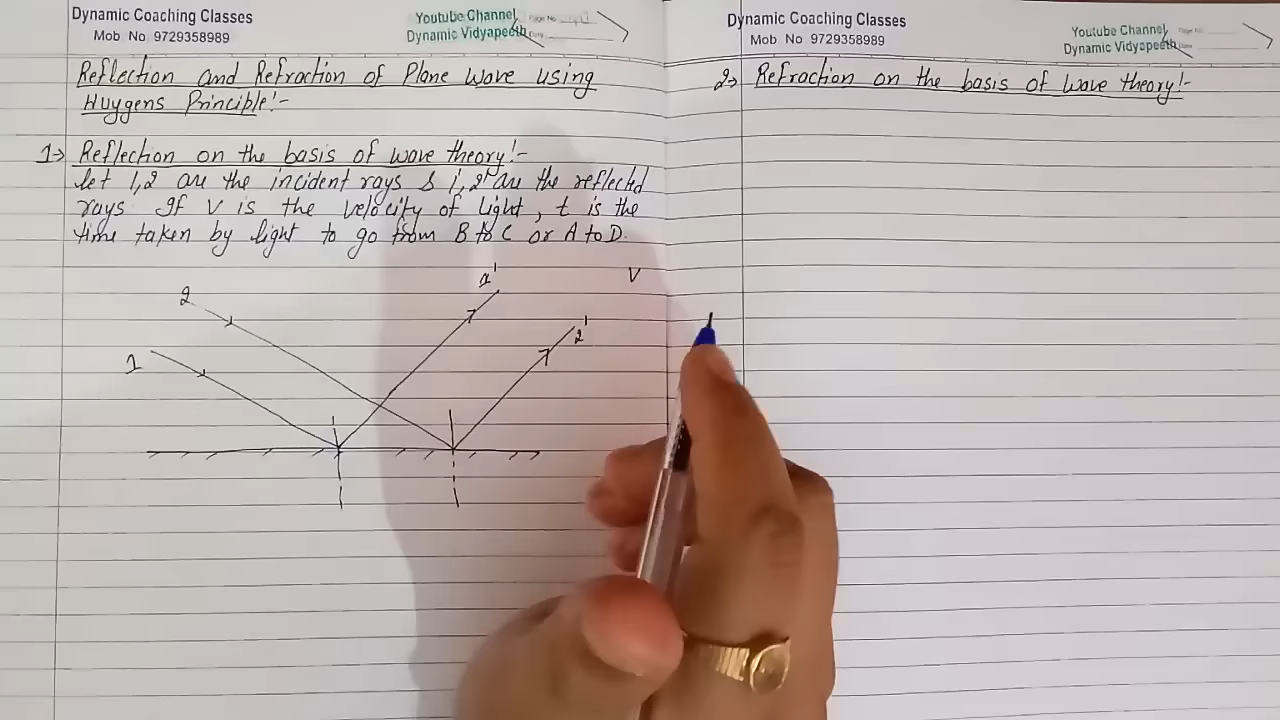 Dynamic Coaching Classes
Mob No 9729358989
Youtube Channel
Dynamic Vidyapeeth
Page No.
Date
Reflection and Refraction of Plane Wave using
Huygens Principle!-
1→ Reflection on the basis of wave theory!-
let 1,2 are the incident rays & 1',2' are the reflected
rays If V is the velocity of light, t is the
time taken by light to go from B to C or A to D.
V
2
1
2'
Dynamic Coaching Classes
Mob No 9729358989
Youtube Channel
Dynamic Vidyapeeth
2→ Refraction on the basis of wave theory!-